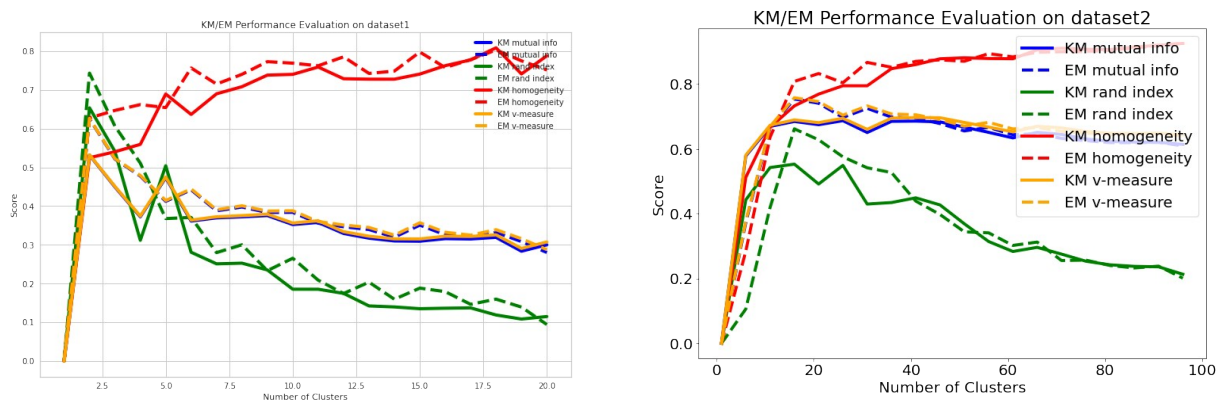 KM/EM Performance Evaluation on dataset1
KM mutual info
EM mutual info
KM rand index
EM rand index
KM homogeneity
EM homogeneity
KM v-measure
EM v-measure
0.8
0.7
0.6
0.5
0.4
0.3
0.2
0.1
0.0
Score
2.5 5.0 7.5 10.0 12.5 15.0 17.5 20.0
Number of Clusters
KM/EM Performance Evaluation on dataset2
KM mutual info
EM mutual info
KM rand index
EM rand index
KM homogeneity
EM homogeneity
KM v-measure
EM v-measure
0.8
0.6
0.4
0.2
0.0
Score
0 20 40 60 80 100
Number of Clusters